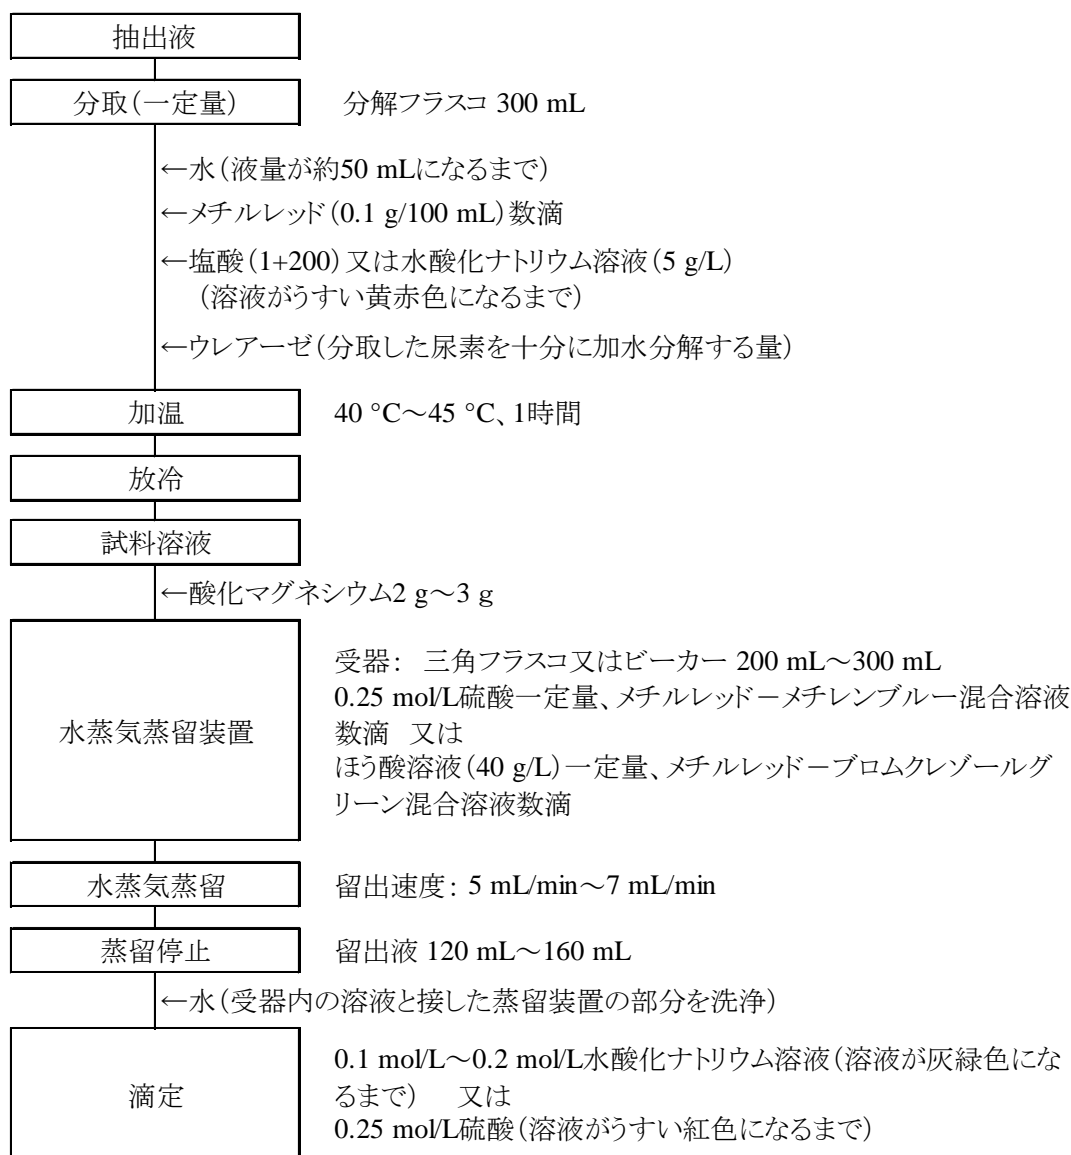 抽出液
分取(一定量) 分解フラスコ 300 mL
←水(液量が約50 mLになるまで)
←メチルレッド(0.1 g/100 mL)数滴
←塩酸(1+200)又は水酸化ナトリウム溶液(5 g/L)
(溶液がうすい黄赤色になるまで)
←ウレアーゼ(分取した尿素を十分に加水分解する量)
加温 40 °C～45 °C、1時間
放冷
試料溶液
←酸化マグネシウム2 g～3 g
水蒸気蒸留装置
受器: 三角フラスコ又はビーカー 200 mL～300 mL
0.25 mol/L硫酸一定量、メチルレッド－メチレンブルー混合溶液
数滴 又は
ほう酸溶液(40 g/L)一定量、メチルレッド－ブロムクレゾールグ
リーン混合溶液数滴
水蒸気蒸留 留出速度: 5 mL/min～7 mL/min
蒸留停止 留出液 120 mL～160 mL
←水(受器内の溶液と接した蒸留装置の部分を洗浄)
滴定
0.1 mol/L～0.2 mol/L水酸化ナトリウム溶液(溶液が灰緑色にな
るまで) 又は
0.25 mol/L硫酸(溶液がうすい紅色になるまで)